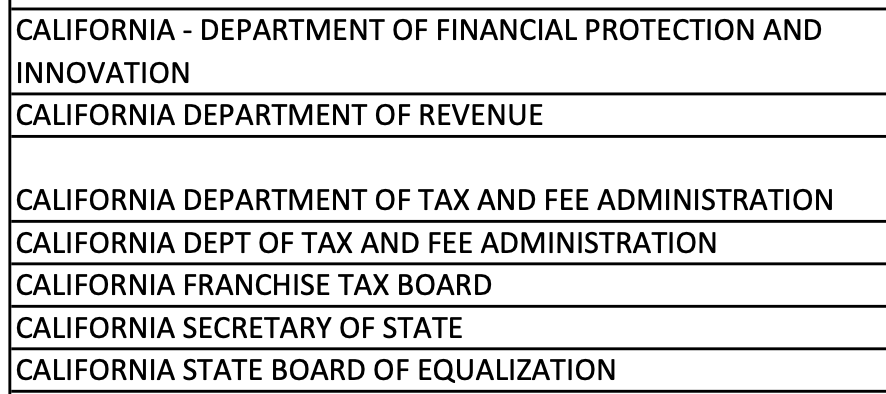 CALIFORNIA - DEPARTMENT OF FINANCIAL PROTECTION AND
INNOVATION
CALIFORNIA DEPARTMENT OF REVENUE
CALIFORNIA DEPARTMENT OF TAX AND FEE ADMINISTRATION
CALIFORNIA DEPT OF TAX AND FEE ADMINISTRATION
CALIFORNIA FRANCHISE TAX BOARD
CALIFORNIA SECRETARY OF STATE
CALIFORNIA STATE BOARD OF EQUALIZATION